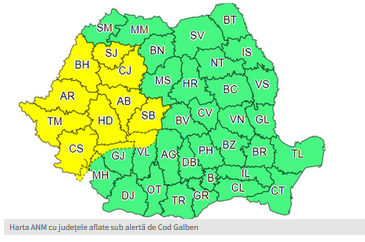 BT
SM
MM
SV
BN
SJ
IS
NT
BH
CJ
MS
HR
BC
VS
AR
AB
SB
BV
CV
VN
GL
TM
HD
CS
GJ
VL
AG
PH
BZ
BR
TL
DB
MH
IL
B
OT
CL
CT
DJ
TR
GR
Harta ANM cu județele aflate sub alertă de Cod Galben